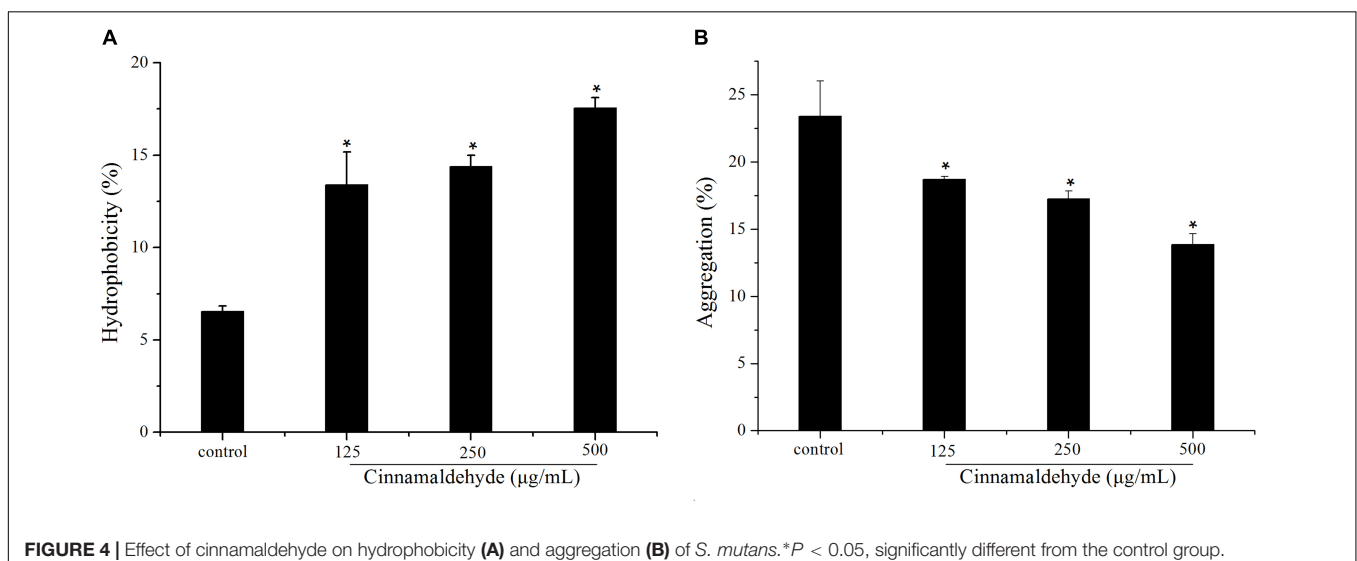 A
B
20
15
10
5
0
Hydrophobicity (%)
*
*
*
control
125
250
500
Cinnamaldehyde (μg/mL)
25
20
15
10
5
0
Aggregation (%)
*
*
*
control
125
250
500
Cinnamaldehyde (μg/mL)
FIGURE 4 | Effect of cinnamaldehyde on hydrophobicity (A) and aggregation (B) of S. mutans.*P < 0.05, significantly different from the control group.